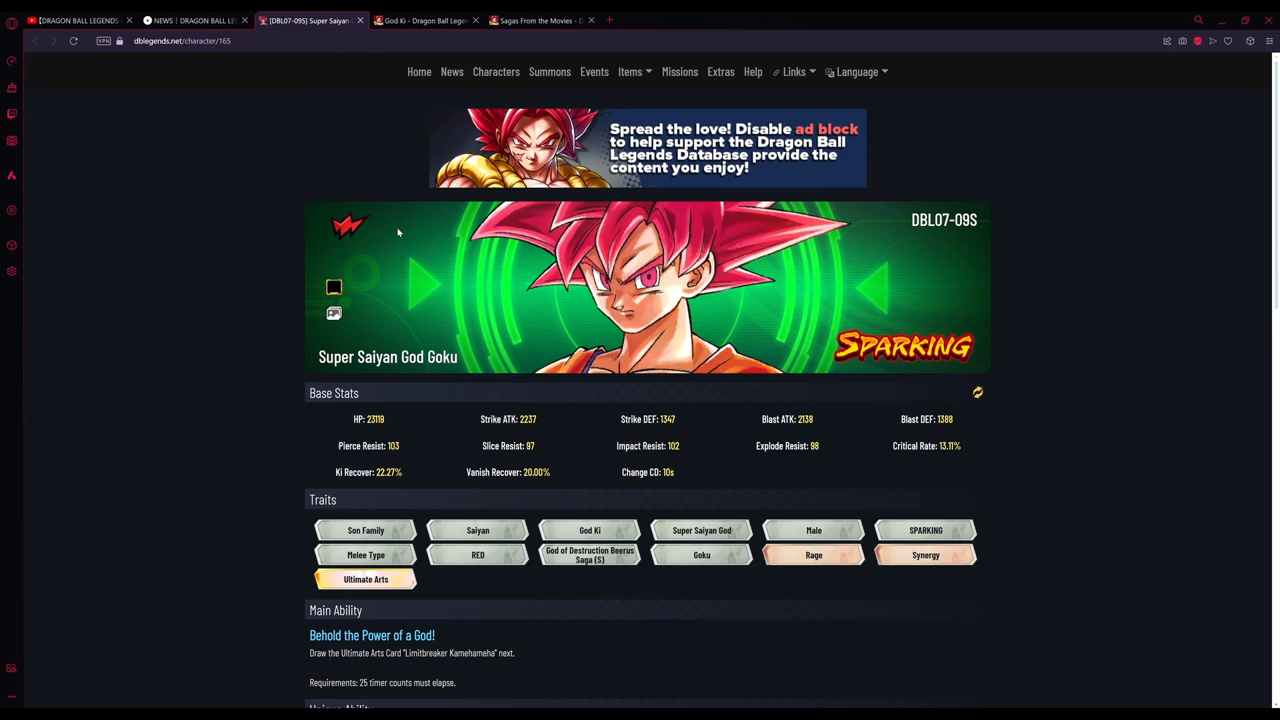 [DRAGON BALL LEGENDS
NEWS | DRAGON BALL LE
[DBL07-09S] Super Saiyan
God Ki - Dragon Ball Legen
Sagas From the Movies - D
VPN
dblegends.net/character/165
Home News Characters Summons Events Items Missions Extras Help Links Language
Spread the love! Disable ad block
to help support the Dragon Ball
Legends Database provide the
content you enjoy!
DBL07-09S
Super Saiyan God Goku
SPARKING
Base Stats
HP: 23119 Strike ATK: 2237 Strike DEF: 1347 Blast ATK: 2138 Blast DEF: 1388
Pierce Resist: 103 Slice Resist: 97 Impact Resist: 102 Explode Resist: 98 Critical Rate: 13.11%
Ki Recover: 22.27% Vanish Recover: 20.00% Change CD: 10s
Traits
Son Family Saiyan God Ki Super Saiyan God Male SPARKING
Melee Type RED God of Destruction Beerus Saga (S) Goku Rage Synergy
Ultimate Arts
Main Ability
Behold the Power of a God!
Draw the Ultimate Arts Card "Limitbreaker Kamehameha" next.
Requirements: 25 timer counts must elapse.
Unique Ability